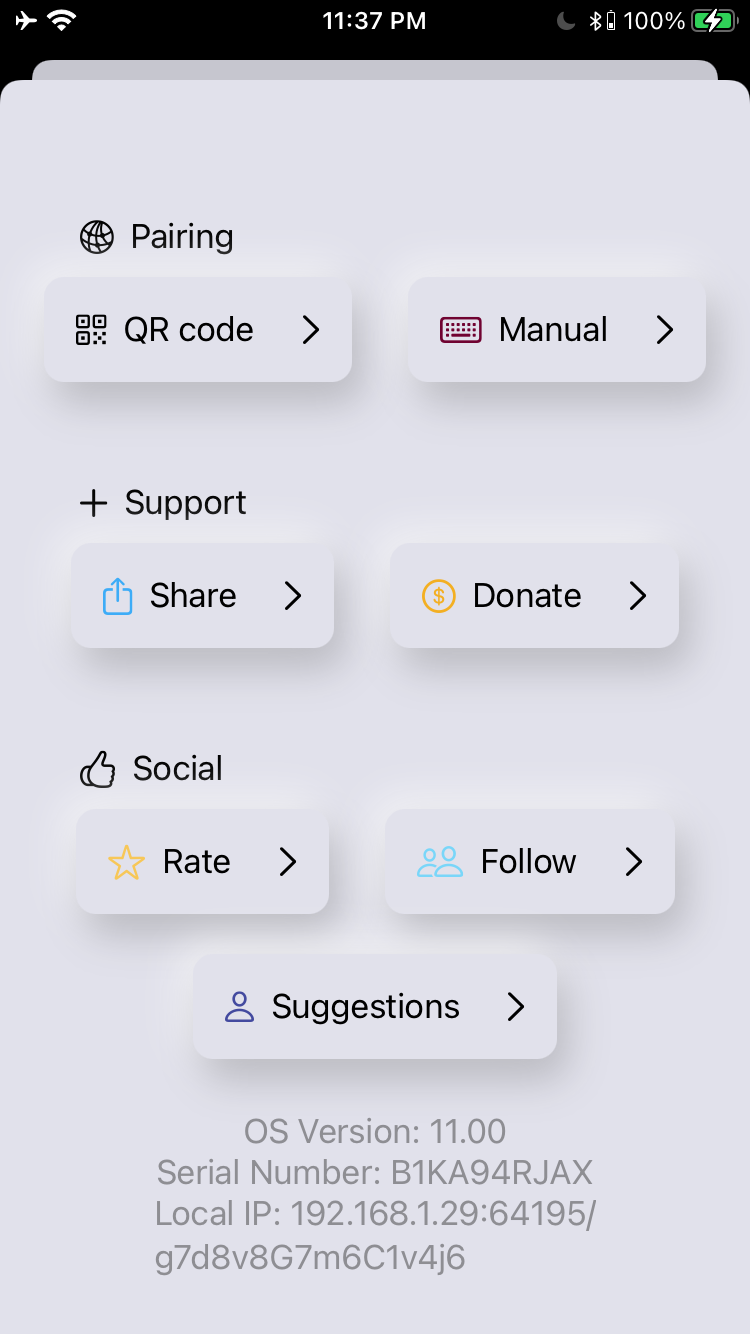 11:37 PM 100%
Pairing
QR code Manual
Support
Share Donate
Social
Rate Follow
Suggestions
OS Version: 11.00
Serial Number: B1KA94RJAX
Local IP: 192.168.1.29:64195/
g7d8v8G7m6C1v4j6